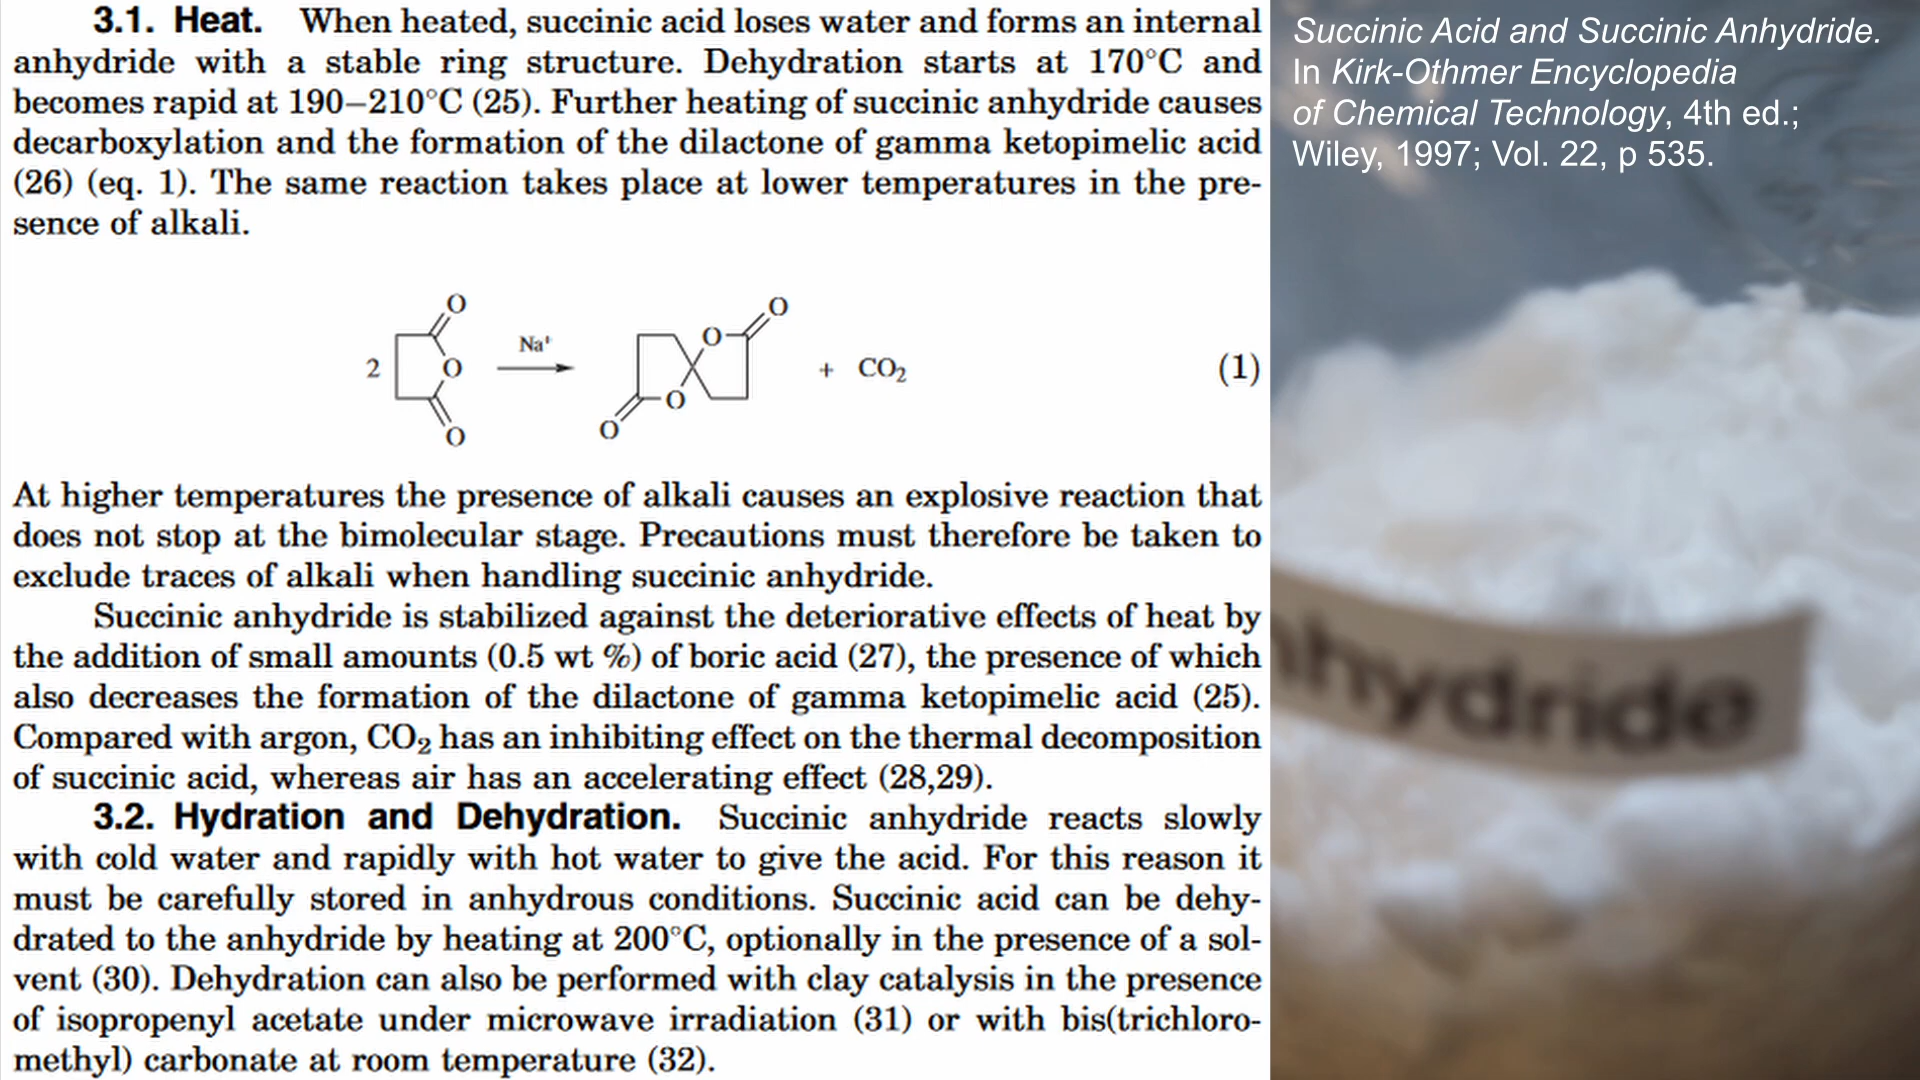 3.1. Heat. When heated, succinic acid loses water and forms an internal
anhydride with a stable ring structure. Dehydration starts at 170°C and
becomes rapid at 190–210°C (25). Further heating of succinic anhydride causes
decarboxylation and the formation of the dilactone of gamma ketopimelic acid
(26) (eq. 1). The same reaction takes place at lower temperatures in the pre-
sence of alkali.
2 O O O Na⁺ O O O O + CO₂ (1)
At higher temperatures the presence of alkali causes an explosive reaction that
does not stop at the bimolecular stage. Precautions must therefore be taken to
exclude traces of alkali when handling succinic anhydride.
Succinic anhydride is stabilized against the deteriorative effects of heat by
the addition of small amounts (0.5 wt %) of boric acid (27), the presence of which
also decreases the formation of the dilactone of gamma ketopimelic acid (25).
Compared with argon, CO₂ has an inhibiting effect on the thermal decomposition
of succinic acid, whereas air has an accelerating effect (28,29).
3.2. Hydration and Dehydration. Succinic anhydride reacts slowly
with cold water and rapidly with hot water to give the acid. For this reason it
must be carefully stored in anhydrous conditions. Succinic acid can be dehy-
drated to the anhydride by heating at 200°C, optionally in the presence of a sol-
vent (30). Dehydration can also be performed with clay catalysis in the presence
of isopropenyl acetate under microwave irradiation (31) or with bis(trichloro-
methyl) carbonate at room temperature (32).
Succinic Acid and Succinic Anhydride.
In Kirk-Othmer Encyclopedia
of Chemical Technology, 4th ed.;
Wiley, 1997; Vol. 22, p 535.
nhydride